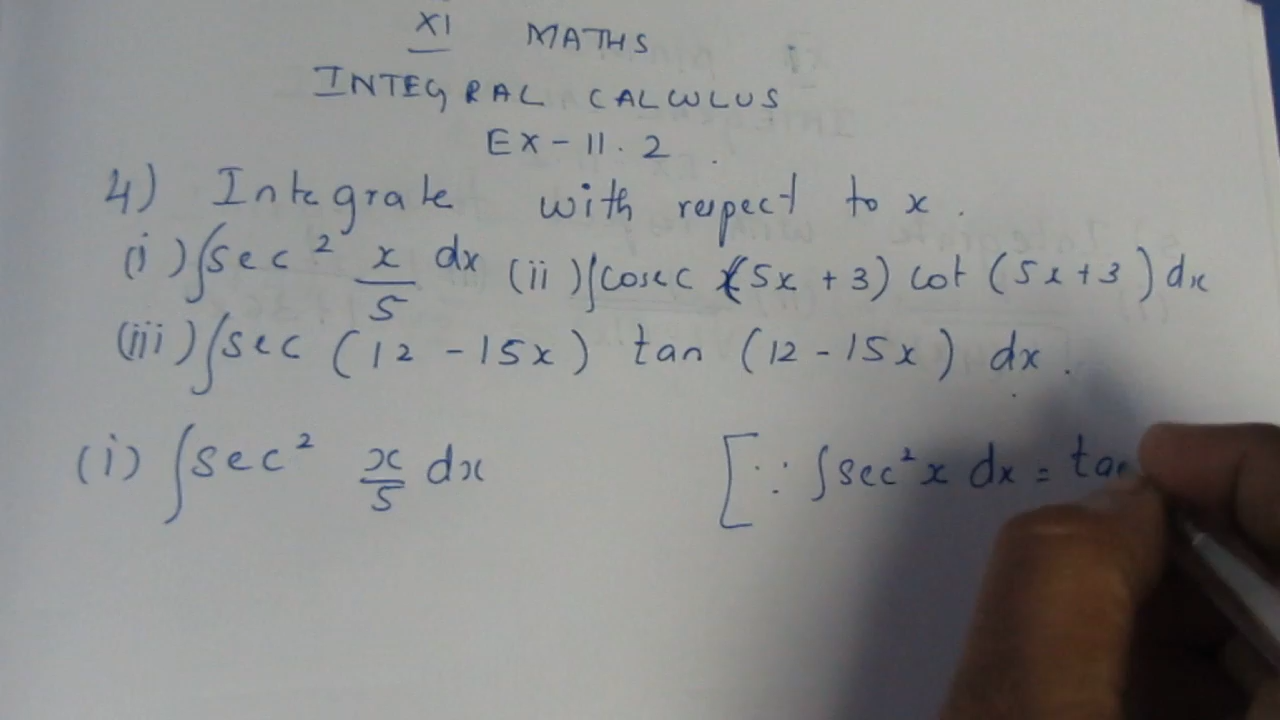 XI MATHS
INTEGRAL CALCULUS
EX - 11.2.
4) Integrate with respect to x.
(i) ∫sec² x/5 dx (ii) ∫cosec (5x + 3) cot (5x + 3) dx
(iii) ∫sec (12 - 15x) tan (12 - 15x) dx.
(i) ∫sec² x/5 dx [∵ ∫sec²x dx = tan